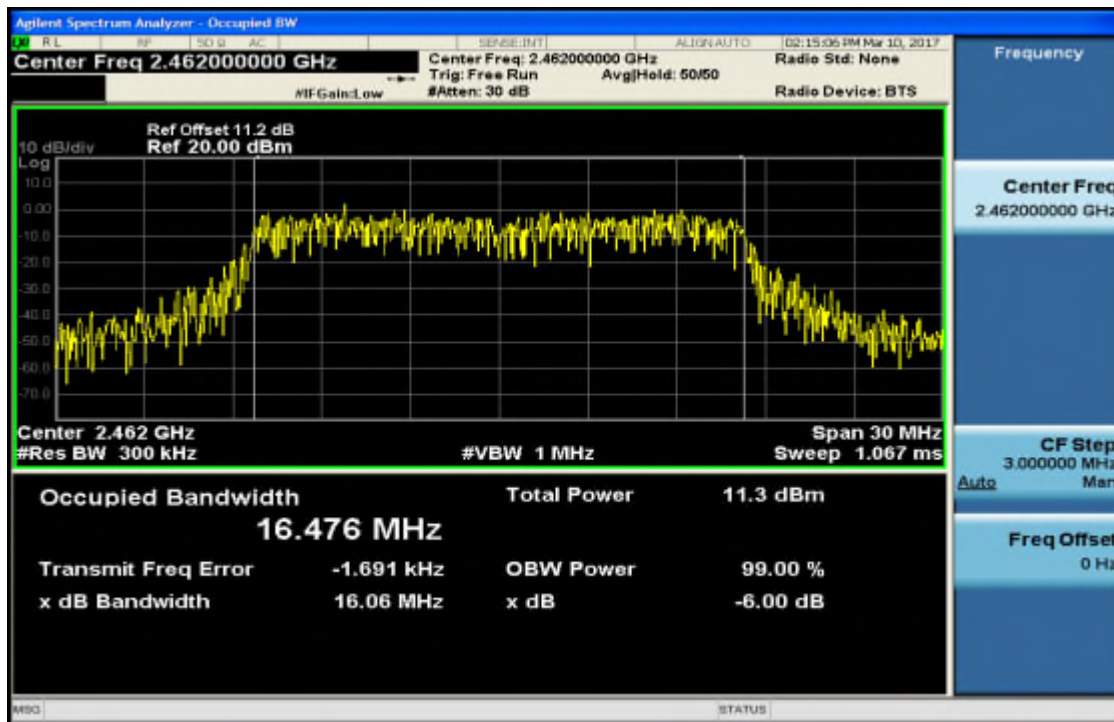 Agilent Spectrum Analyzer - Occupied BW
LXI RL RF 50 Ω AC SENSE:INT ALIGN AUTO 02:15:06 PM Mar 10, 2017
Center Freq 2.462000000 GHz
Center Freq: 2.462000000 GHz
Radio Std: None
Trig: Free Run
Avg|Hold: 50/50
#IFGain:Low
#Atten: 30 dB
Radio Device: BTS
Ref Offset 11.2 dB
10 dB/div
Ref 20.00 dBm
Log
10.0
0.00
-10.0
-20.0
-30.0
-40.0
-50.0
-60.0
-70.0
Center 2.462 GHz
Span 30 MHz
#Res BW 300 kHz
#VBW 1 MHz
Sweep 1.067 ms
Occupied Bandwidth
Total Power
11.3 dBm
16.476 MHz
Transmit Freq Error
-1.691 kHz
OBW Power
99.00 %
x dB Bandwidth
16.06 MHz
x dB
-6.00 dB
MSG
STATUS
Frequency
Center Freq
2.462000000 GHz
CF Step
3.000000 MHz
Auto
Man
Freq Offset
0 Hz